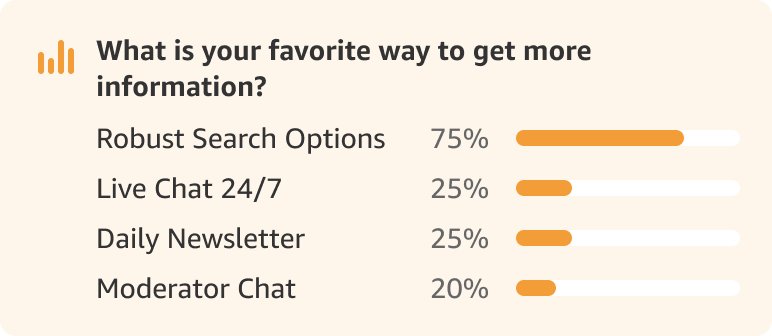 What is your favorite way to get more
information?
Robust Search Options 75%
Live Chat 24/7 25%
Daily Newsletter 25%
Moderator Chat 20%